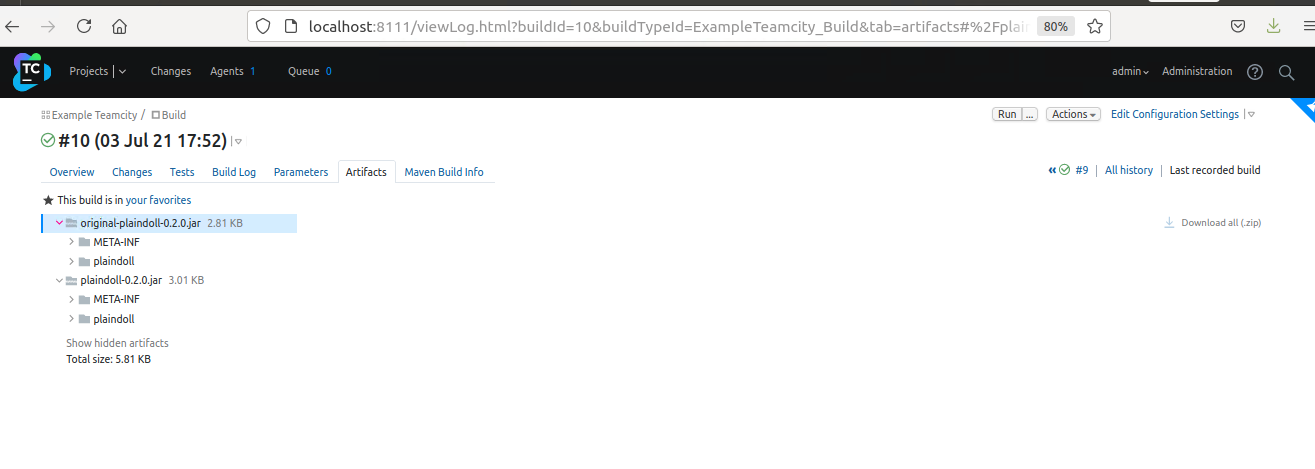 localhost:8111/viewLog.html?buildId=10&buildTypeId=ExampleTeamcity_Build&tab=artifacts#%2Fplain 80%
TC Projects Changes Agents 1 Queue 0 admin Administration ?
Example Teamcity / Build Run ... Actions Edit Configuration Settings
#10 (03 Jul 21 17:52)
Overview Changes Tests Build Log Parameters Artifacts Maven Build Info « #9 All history Last recorded build
This build is in your favorites
original-plaindoll-0.2.0.jar 2.81 KB Download all (.zip)
META-INF
plaindoll
plaindoll-0.2.0.jar 3.01 KB
META-INF
plaindoll
Show hidden artifacts
Total size: 5.81 KB